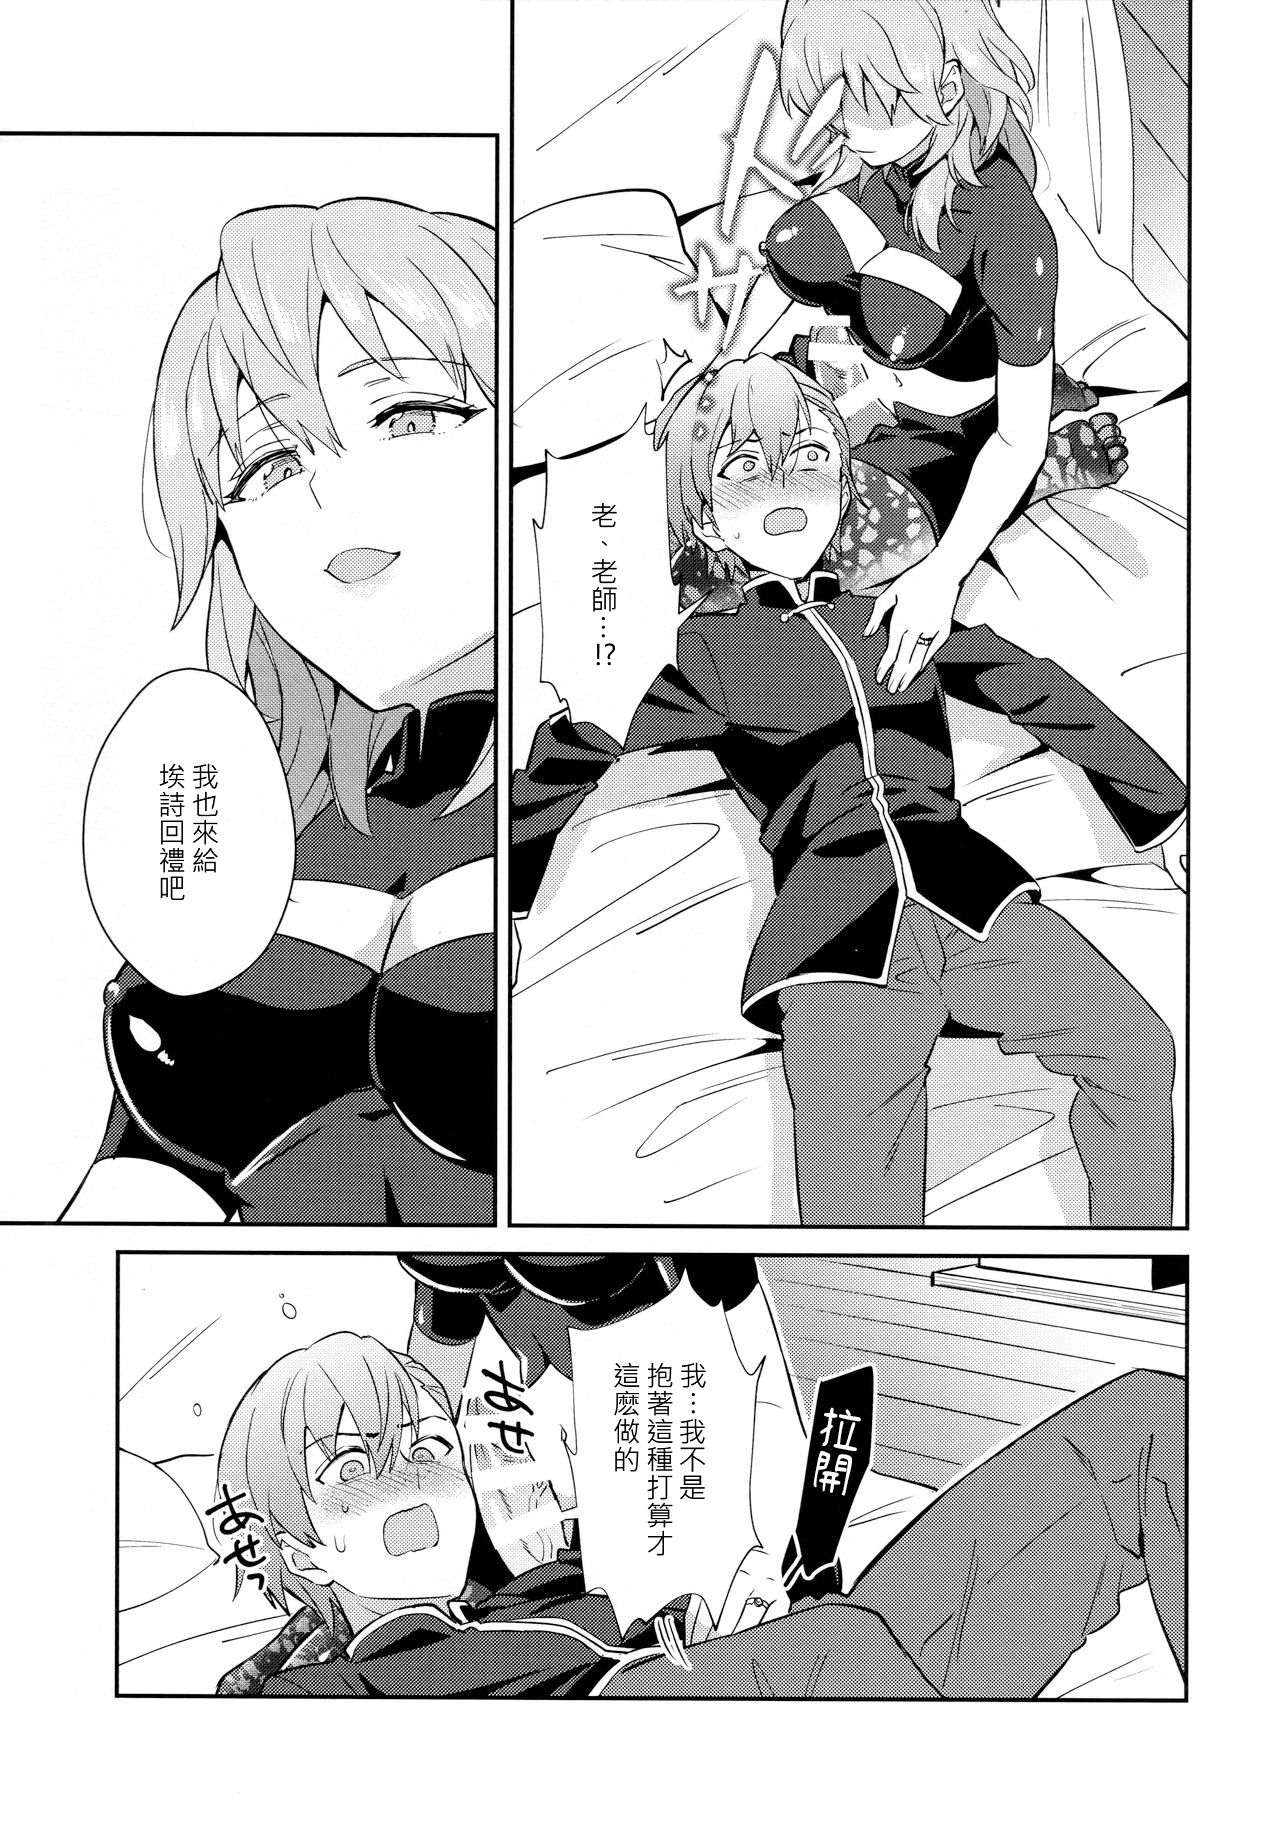 老、老師…!?
我也來給
埃詩回禮吧
拉開
我…我不是
抱著這種打算才
這麼做的
あせ
あせっ